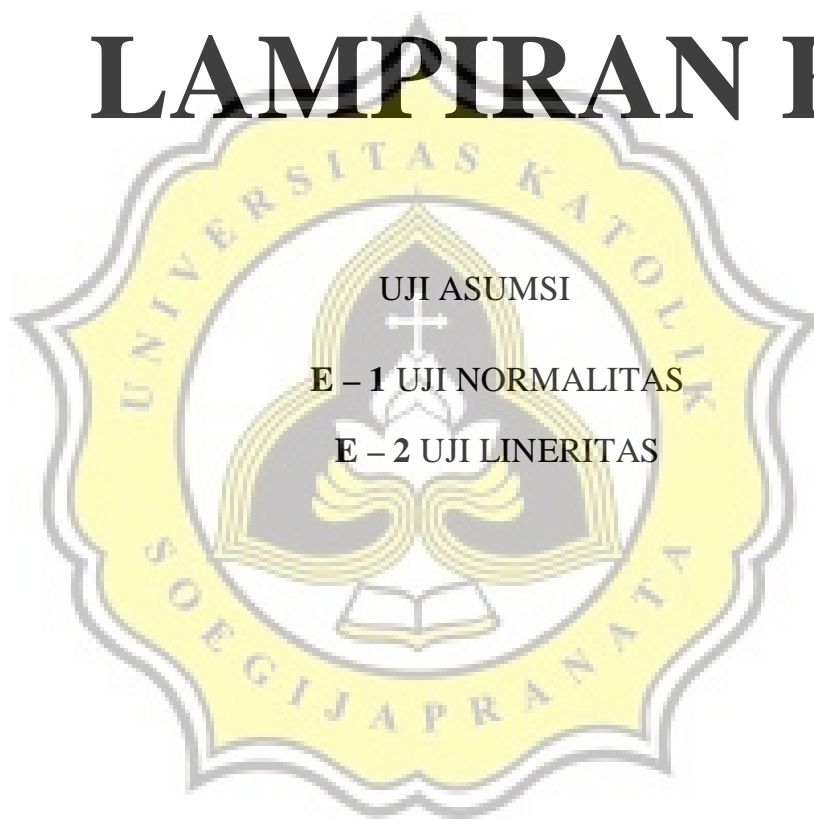 LAMPIRAN
UNIVERSITAS KATOLIK
UJI ASUMSI
E – 1 UJI NORMALITAS
E – 2 UJI LINERITAS
SOEGIJAPRANATA